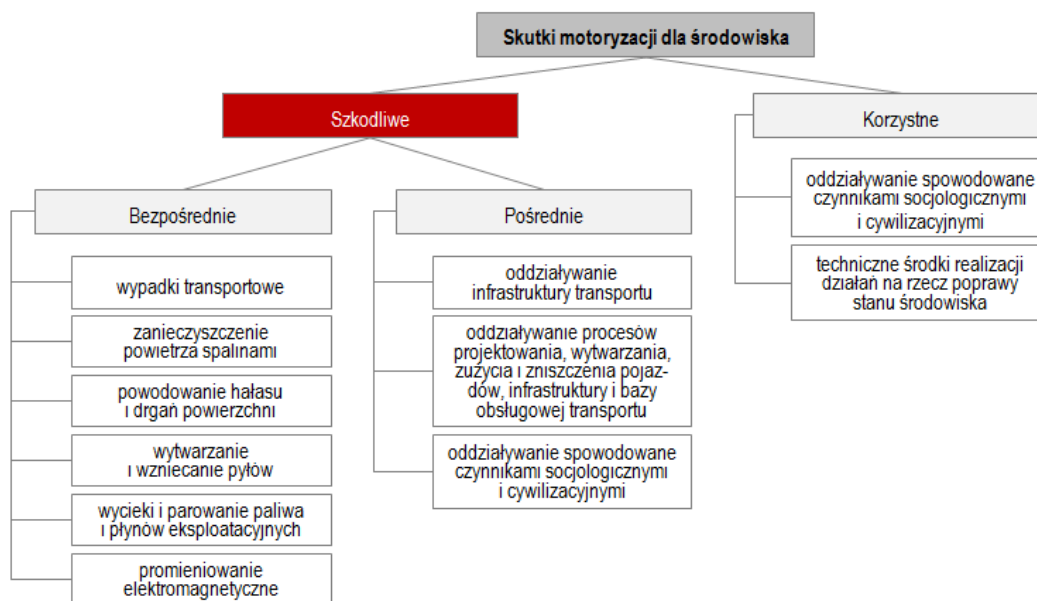 Skutki motoryzacji dla środowiska
Szkodliwe
Korzystne
Bezpośrednie
wypadki transportowe
zanieczyszczenie
powietrza spalinami
powodowanie hałasu
i drgań powierzchni
wytwarzanie
i wzniecanie pyłów
wycieki i parowanie paliwa
i płynów eksploatacyjnych
promieniowanie
elektromagnetyczne
Pośrednie
oddziaływanie
infrastruktury transportu
oddziaływanie procesów
projektowania, wytwarzania,
zużycia i zniszczenia pojaz-
dów, infrastruktury i bazy
obsługowej transportu
oddziaływanie spowodowane
czynnikami socjologicznymi
i cywilizacyjnymi
oddziaływanie spowodowane
czynnikami socjologicznymi
i cywilizacyjnymi
techniczne środki realizacji
działań na rzecz poprawy
stanu środowiska